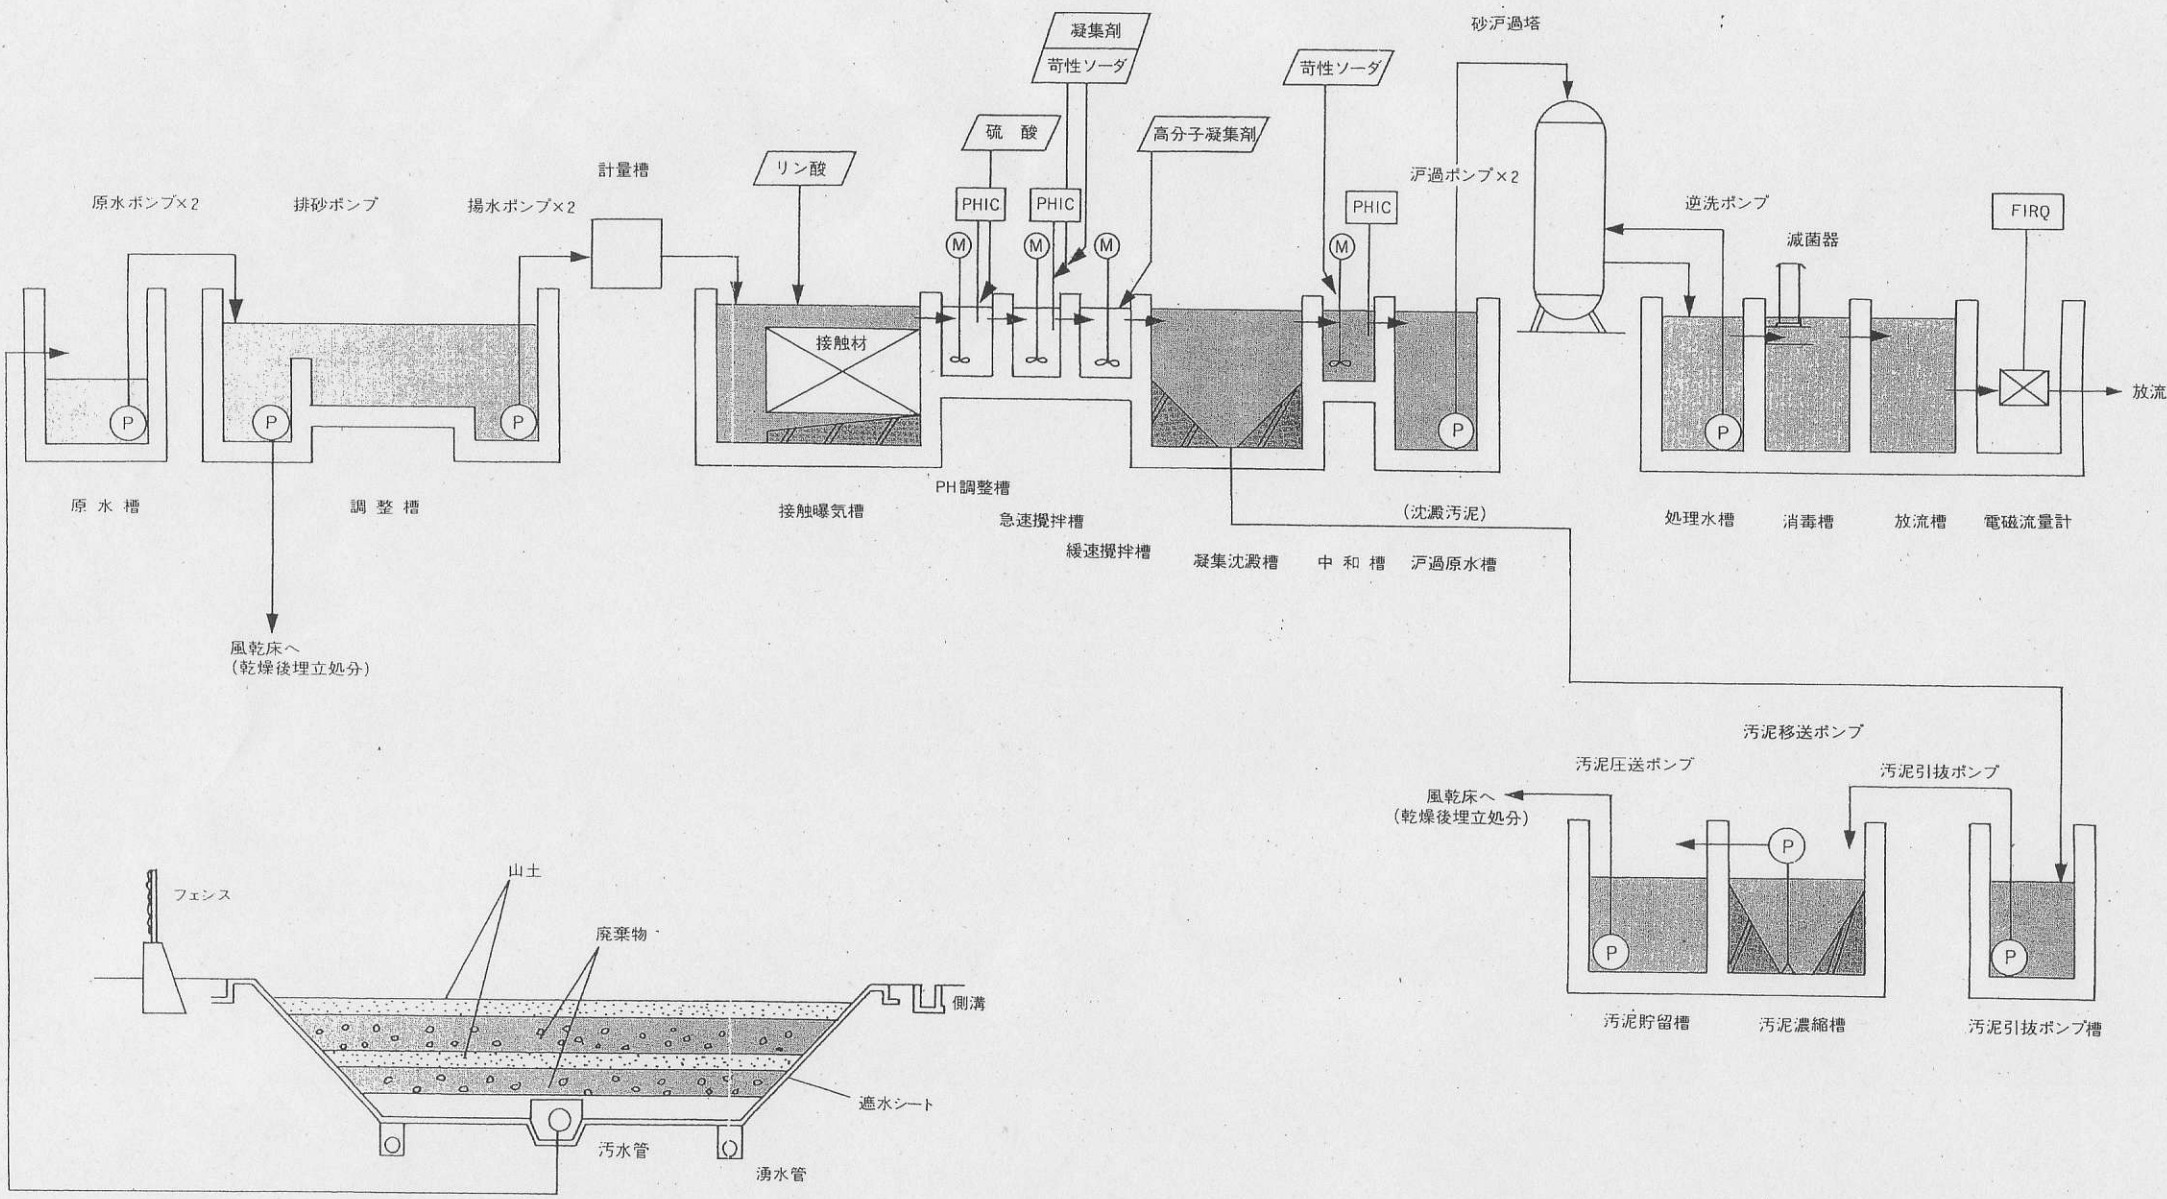 砂沪過塔
凝集剤
苛性ソーダ
苛性ソーダ
硫 酸
高分子凝集剤
計量槽
リン酸
沪過ポンプ×2
原水ポンプ×2
排砂ポンプ
揚水ポンプ×2
逆洗ポンプ
PHIC
PHIC
PHIC
FIRQ
滅菌器
M
M
M
M
接触材
放流
P
P
P
P
P
PH調整槽
原 水 槽
調 整 槽
接触曝気槽
急速攪拌槽
(沈澱汚泥)
処理水槽
消毒槽
放流槽
電磁流量計
緩速攪拌槽
凝集沈澱槽
中 和 槽
沪過原水槽
風乾床へ
(乾燥後埋立処分)
汚泥移送ポンプ
汚泥圧送ポンプ
汚泥引抜ポンプ
風乾床へ
(乾燥後埋立処分)
P
P
P
汚泥貯留槽
汚泥濃縮槽
汚泥引抜ポンプ槽
山土
フェンス
廃棄物
側溝
遮水シート
汚水管
湧水管